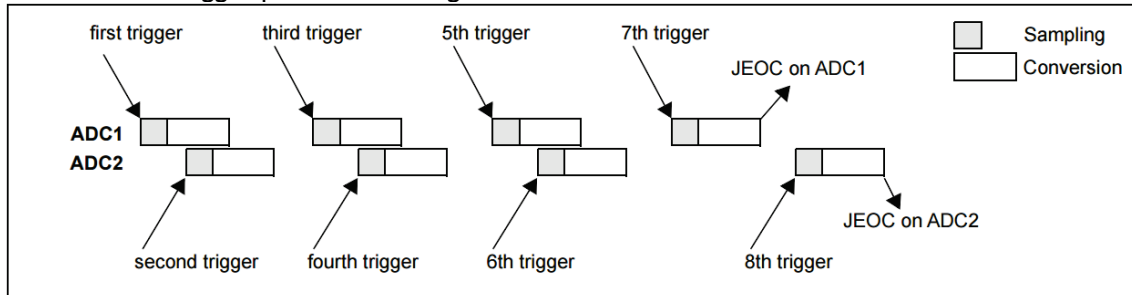 first trigger
third trigger
5th trigger
7th trigger
Sampling
Conversion
JEOC on ADC1
ADC1
ADC2
JEOC on ADC2
second trigger
fourth trigger
6th trigger
8th trigger